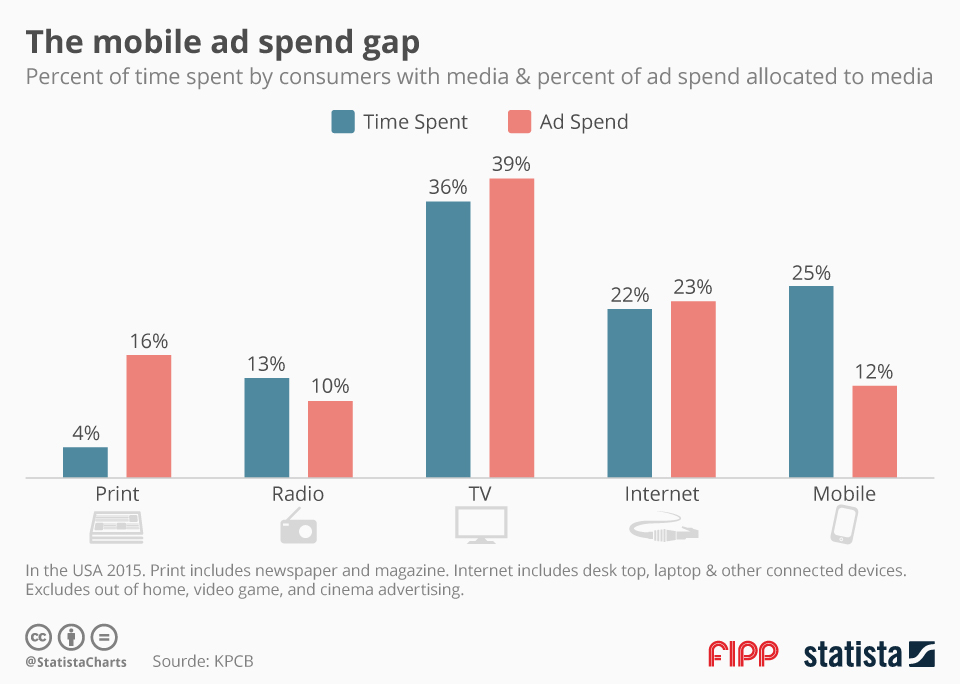 The mobile ad spend gap
Percent of time spent by consumers with media & percent of ad spend allocated to media
Time Spent Ad Spend
39%
36%
25%
22% 23%
16%
13%
10%
12%
4%
Print Radio TV Internet Mobile
In the USA 2015. Print includes newspaper and magazine. Internet includes desk top, laptop & other connected devices.
Excludes out of home, video game, and cinema advertising.
cc
@StatistaCharts Sourde: KPCB
FIPP statista